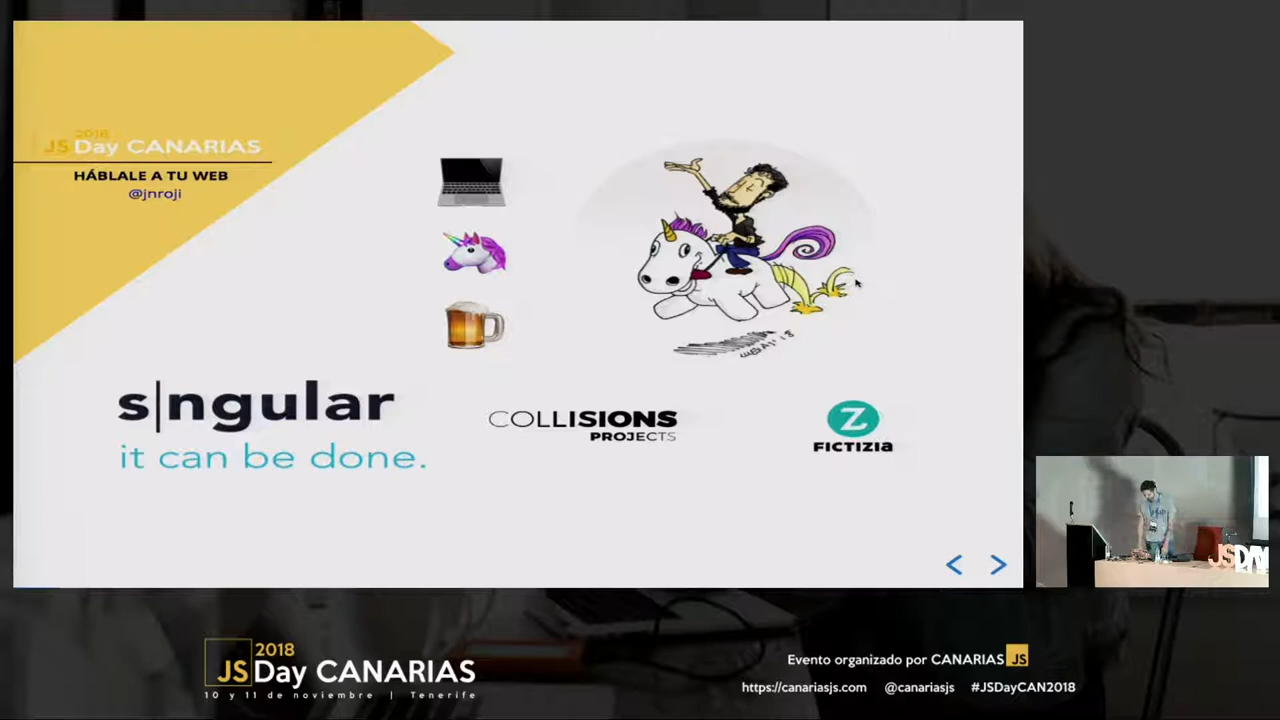 2018
JS Day CANARIAS
HÁBLALE A TU WEB
@jnroji
s|ngular
it can be done.
COLLISIONS
PROJECTS
Z
FICTIZIA
< >
JSDAY
2018
JS Day CANARIAS
10 y 11 de noviembre | Tenerife
Evento organizado por CANARIAS JS
https://canariasjs.com @canariasjs #JSDayCAN2018